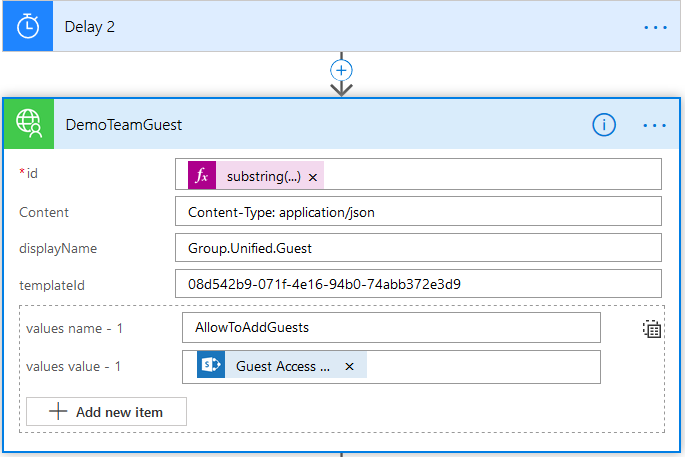 Delay 2
DemoTeamGuest
*id fx substring(...) ×
Content Content-Type: application/json
displayName Group.Unified.Guest
templateId 08d542b9-071f-4e16-94b0-74abb372e3d9
values name - 1 AllowToAddGuests
values value - 1 S Guest Access ... ×
Add new item